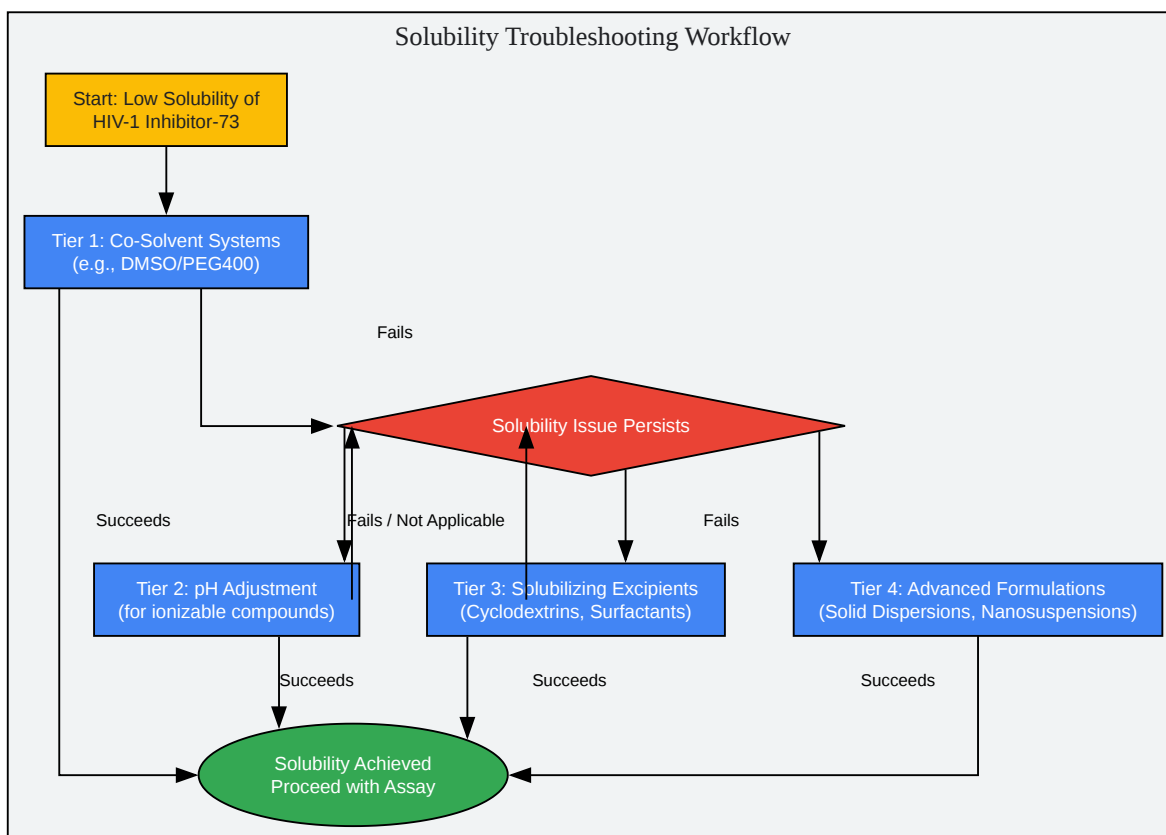 Solubility Troubleshooting Workflow
Start: Low Solubility of
HIV-1 Inhibitor-73
Tier 1: Co-Solvent Systems
(e.g., DMSO/PEG400)
Fails
Solubility Issue Persists
Succeeds
Fails / Not Applicable
Fails
Tier 2: pH Adjustment
(for ionizable compounds)
Tier 3: Solubilizing Excipients
(Cyclodextrins, Surfactants)
Tier 4: Advanced Formulations
(Solid Dispersions, Nanosuspensions)
Succeeds
Succeeds
Succeeds
Solubility Achieved
Proceed with Assay